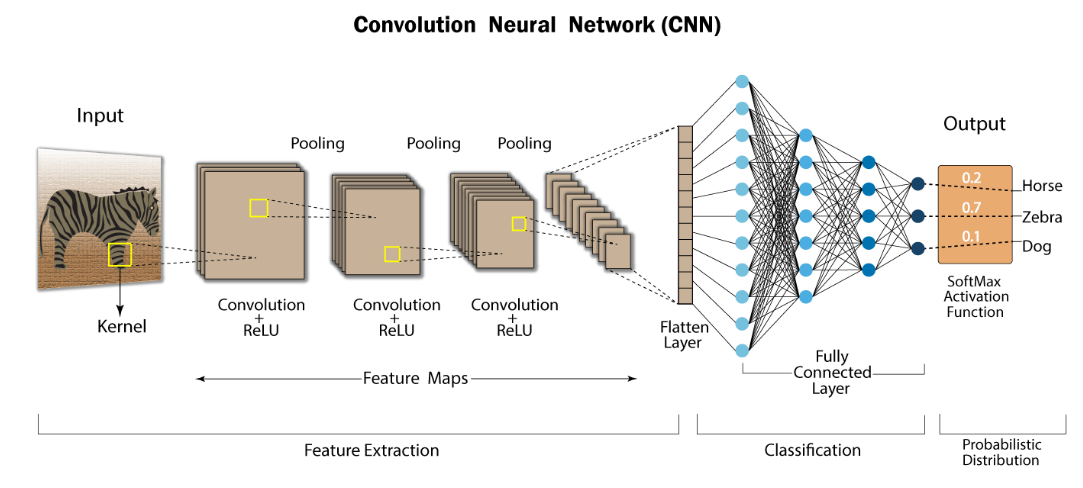 Convolution Neural Network (CNN)
Input
Output
Pooling
Pooling
Pooling
0.2
Horse
0.7
Zebra
0.1
Dog
Kernel
Convolution
+
ReLU
Convolution
+
ReLU
Convolution
+
ReLU
Flatten
Layer
SoftMax
Activation
Function
Fully
Connected
Layer
Feature Maps
Feature Extraction
Classification
Probabilistic
Distribution